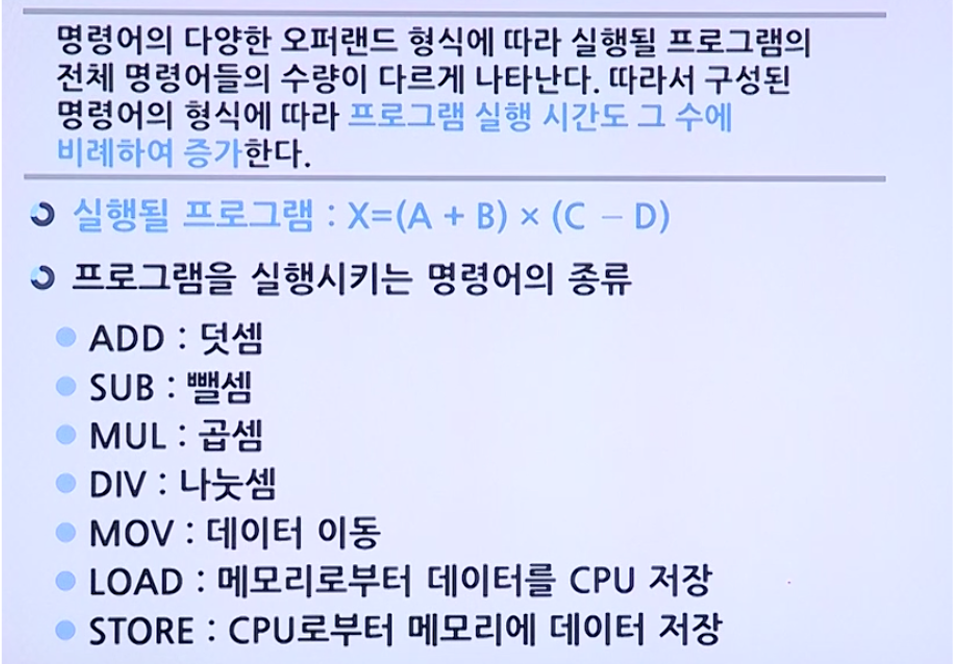 명령어의 다양한 오퍼랜드 형식에 따라 실행될 프로그램의
전체 명령어들의 수량이 다르게 나타난다. 따라서 구성된
명령어의 형식에 따라 프로그램 실행 시간도 그 수에
비례하여 증가한다.
실행될 프로그램 : X=(A + B) × (C – D)
프로그램을 실행시키는 명령어의 종류
ADD : 덧셈
SUB : 뺄셈
MUL : 곱셈
DIV : 나눗셈
MOV : 데이터 이동
LOAD : 메모리로부터 데이터를 CPU 저장
STORE : CPU로부터 메모리에 데이터 저장